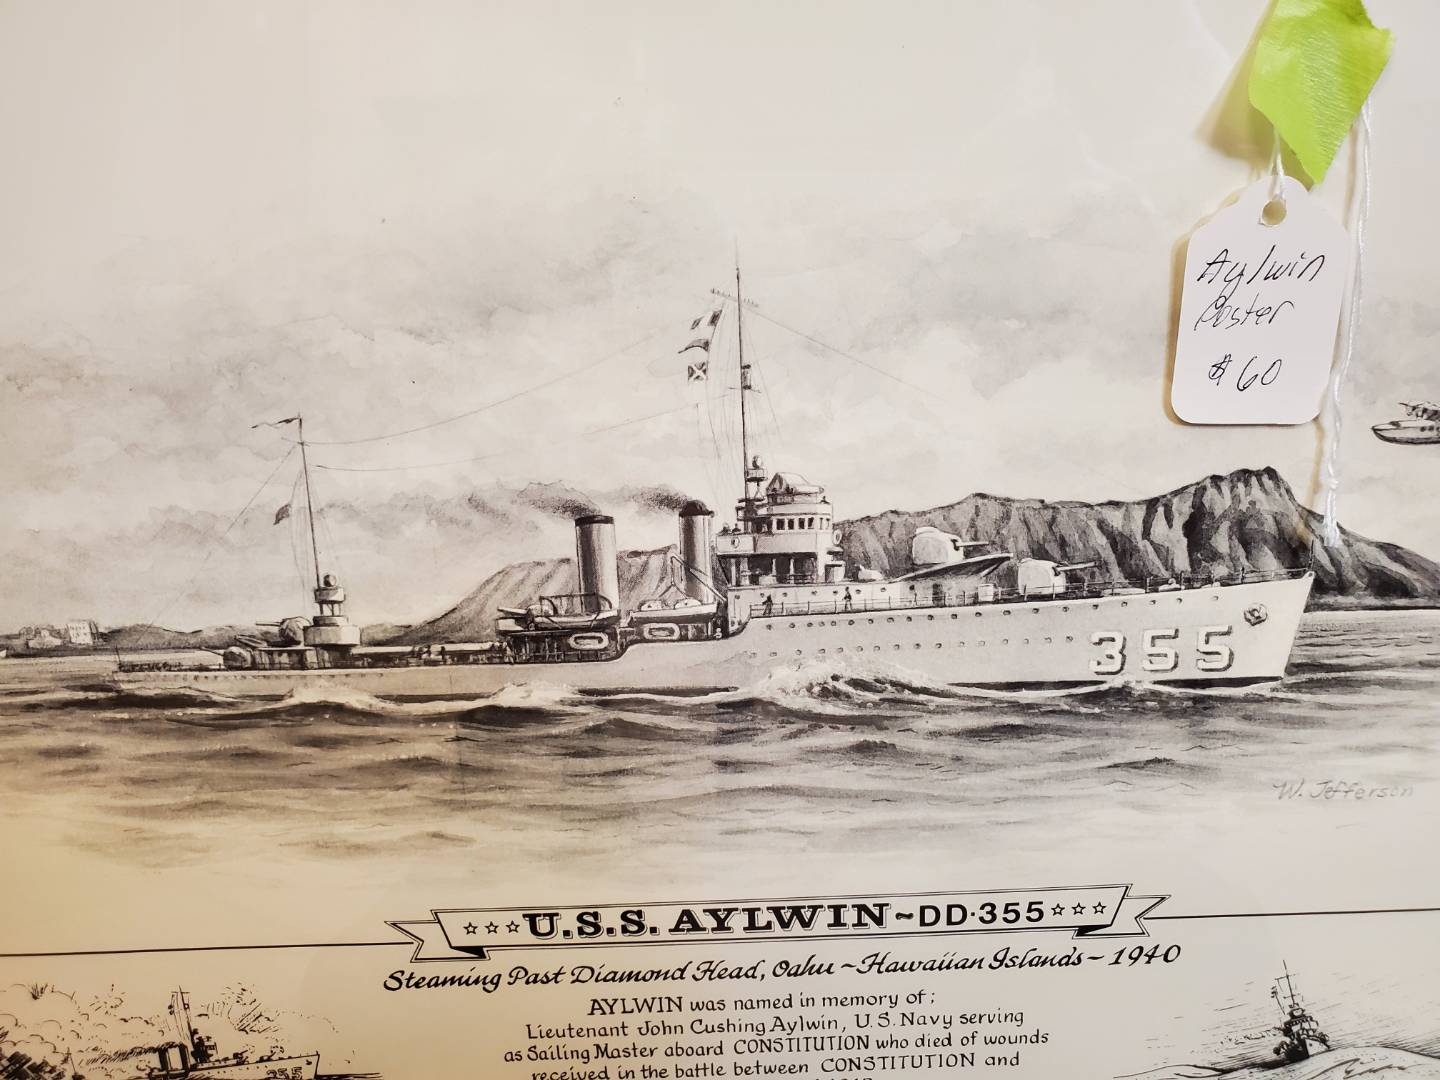 Aylwin
Poster
$60
355
W. Jefferson
☆☆☆U.S.S. AYLWIN~DD·355☆☆☆
Steaming Past Diamond Head, Oahu ~ Hawaiian Islands ~ 1940
AYLWIN was named in memory of;
Lieutenant John Cushing Aylwin, U.S. Navy serving
as Sailing Master aboard CONSTITUTION who died of wounds
received in the battle between CONSTITUTION and
355